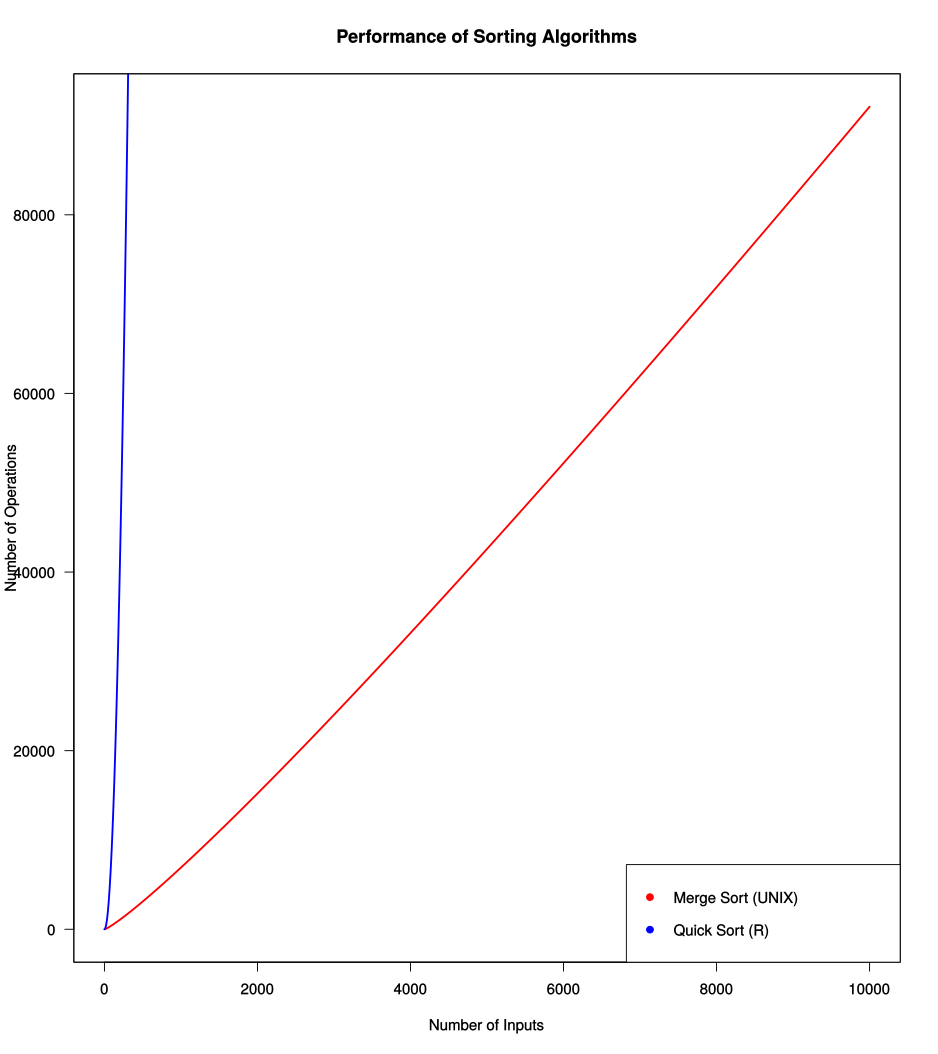 Performance of Sorting Algorithms
Number of Operations
80000
60000
40000
20000
0
Merge Sort (UNIX)
Quick Sort (R)
0 2000 4000 6000 8000 10000
Number of Inputs